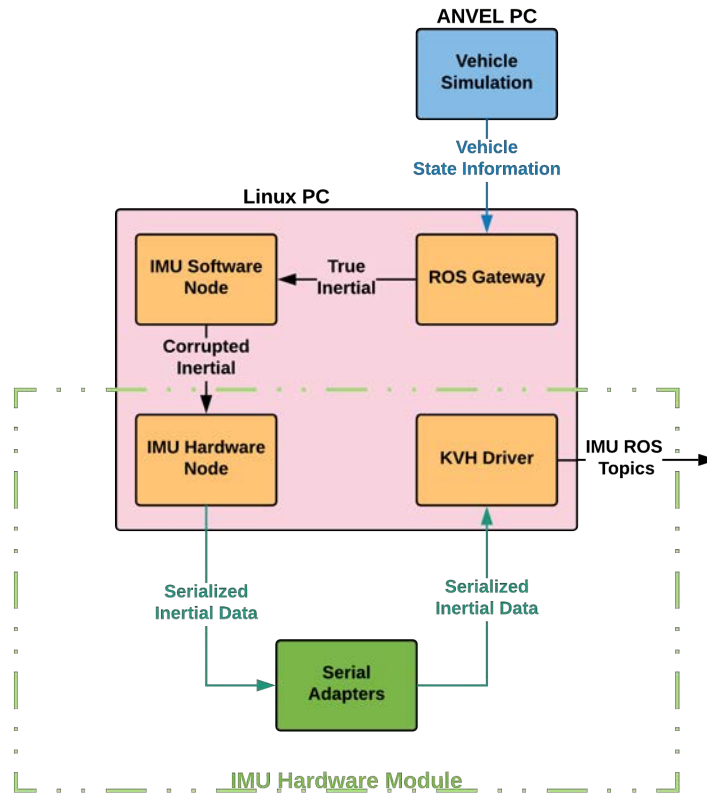 ANVEL PC
Vehicle
Simulation
Vehicle
State Information
Linux PC
IMU Software
Node
True
Inertial
ROS Gateway
Corrupted
Inertial
IMU Hardware
Node
KVH Driver
IMU ROS
Topics
Serialized
Inertial Data
Serialized
Inertial Data
Serial
Adapters
IMU Hardware Module